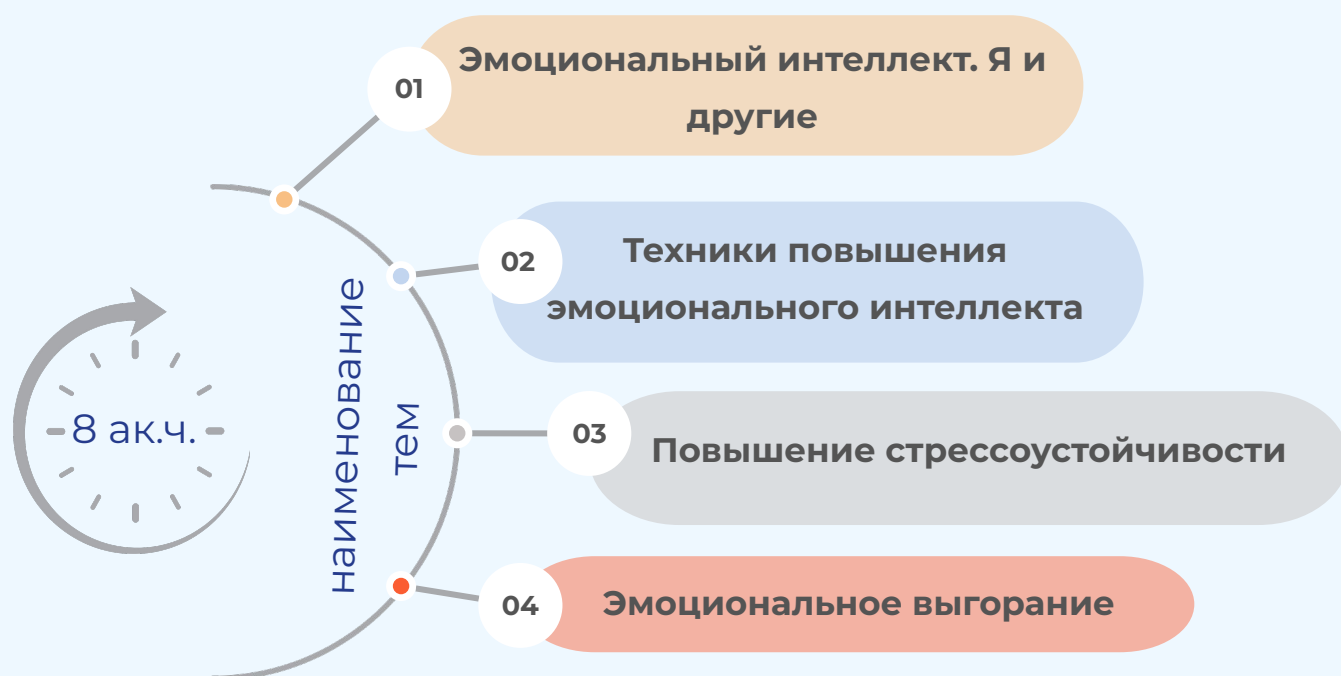 01
Эмоциональный интеллект. Я и
другие
02
Техники повышения
эмоционального интеллекта
8 ак.ч.
наименование
тем
03
Повышение стрессоустойчивости
04
Эмоциональное выгорание